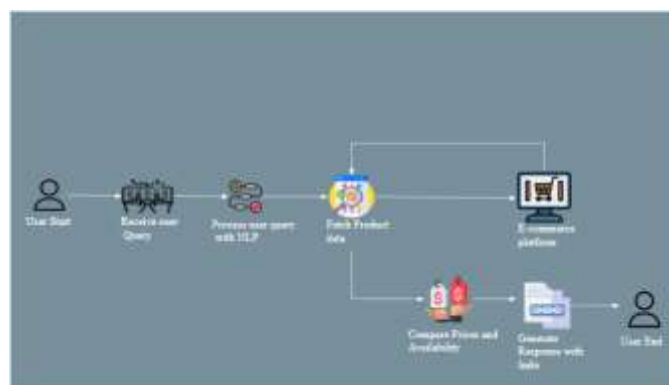 User Start
Receive user
Query
Process user query
with NLP
Fetch Product
data
E-commerce
platform
Compare Prices and
Availability
Generate
Response with
links
User End